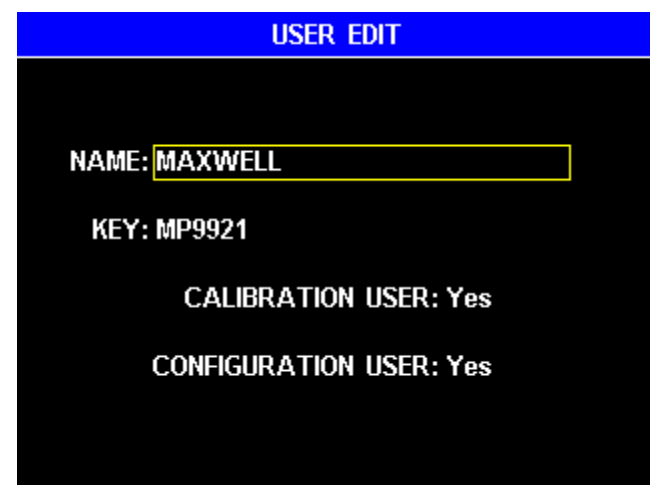 USER EDIT
NAME: MAXWELL
KEY: MP9921
CALIBRATION USER: Yes
CONFIGURATION USER: Yes